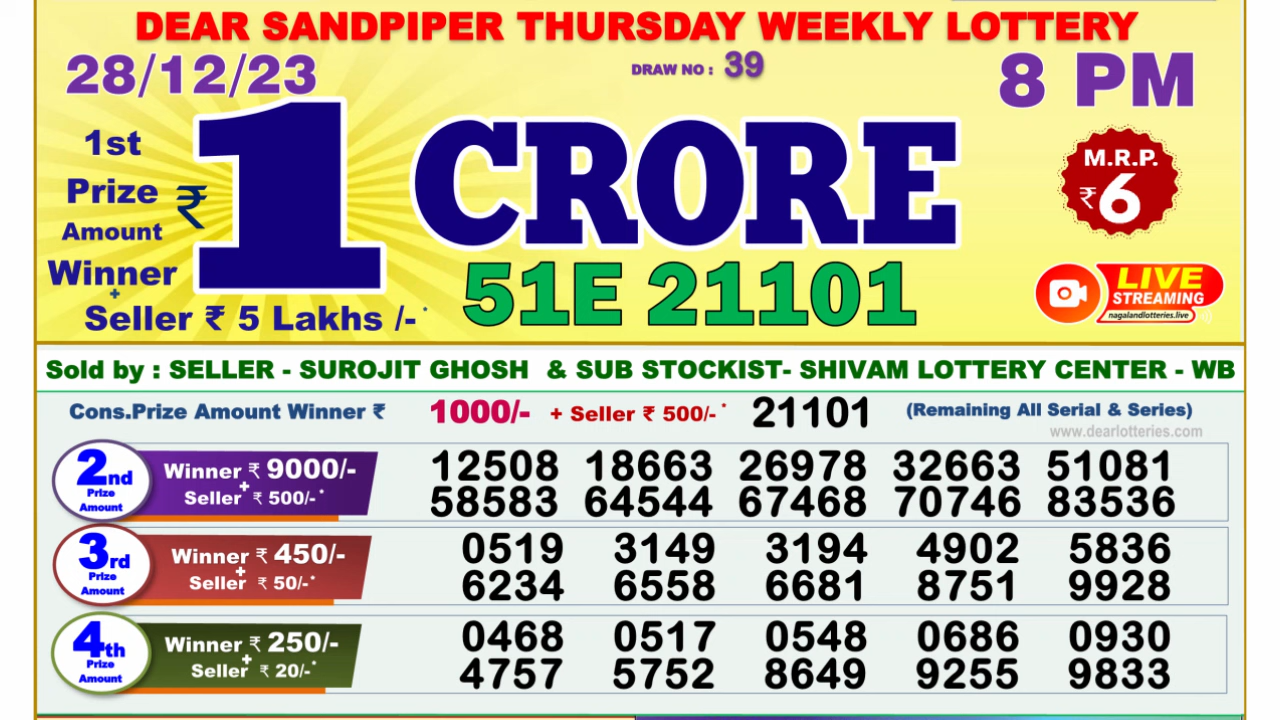 DEAR SANDPIPER THURSDAY WEEKLY LOTTERY
28/12/23
DRAW NO : 39
8 PM
1st
Prize
Amount
Winner
+
Seller ₹ 5 Lakhs /-*
₹ 1 CRORE
51E 21101
M.R.P.
₹6
LIVE
STREAMING
nagalandlotteries.live
Sold by : SELLER - SUROJIT GHOSH & SUB STOCKIST- SHIVAM LOTTERY CENTER - WB
Cons.Prize Amount Winner ₹ 1000/- + Seller ₹ 500/-* 21101 (Remaining All Serial & Series)
www.dearlotteries.com
2nd
Prize
Amount
Winner ₹ 9000/-
+
Seller ₹ 500/-*
12508 18663 26978 32663 51081
58583 64544 67468 70746 83536
3rd
Prize
Amount
Winner ₹ 450/-
+
Seller ₹ 50/-*
0519 3149 3194 4902 5836
6234 6558 6681 8751 9928
4th
Prize
Amount
Winner ₹ 250/-
+
Seller ₹ 20/-*
0468 0517 0548 0686 0930
4757 5752 8649 9255 9833